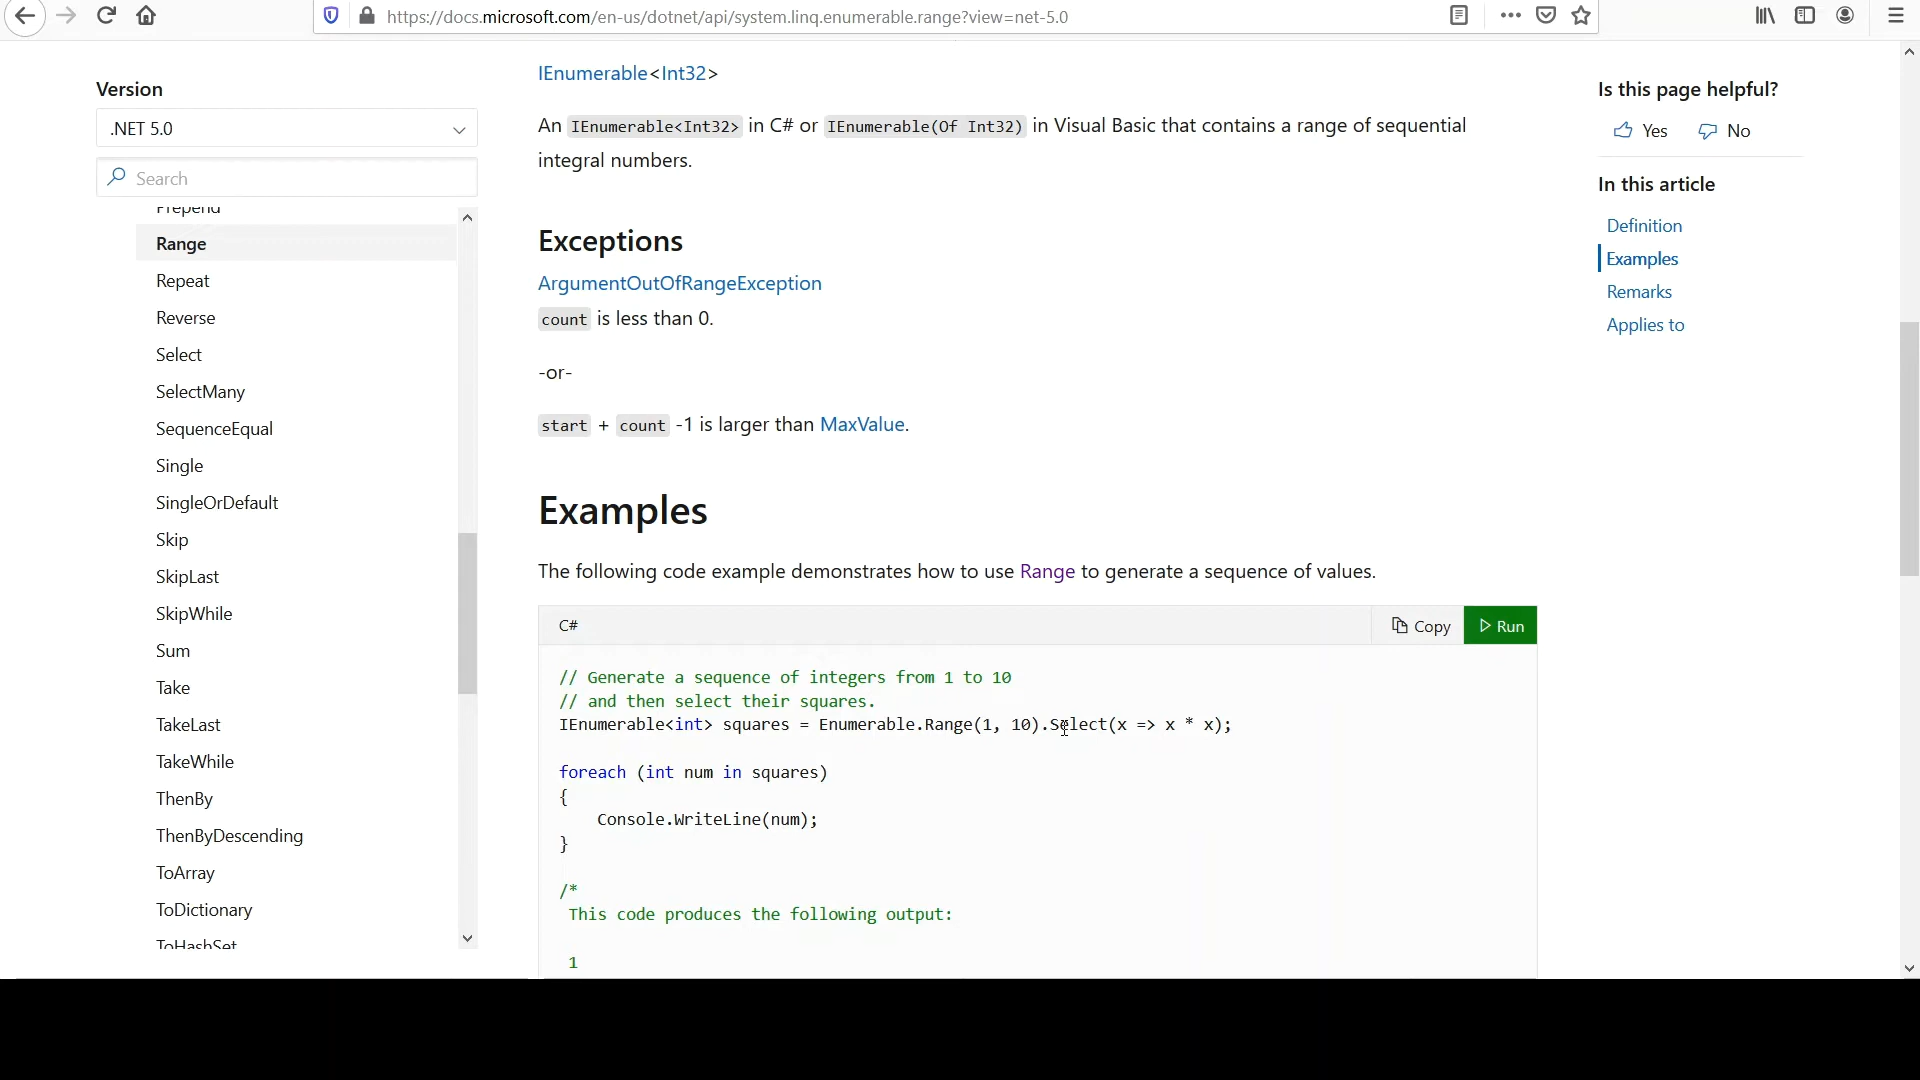 https://docs.microsoft.com/en-us/dotnet/api/system.linq.enumerable.range?view=net-5.0
Version
.NET 5.0
Search
Prepend
Range
Repeat
Reverse
Select
SelectMany
SequenceEqual
Single
SingleOrDefault
Skip
SkipLast
SkipWhile
Sum
Take
TakeLast
TakeWhile
ThenBy
ThenByDescending
ToArray
ToDictionary
ToHashSet
IEnumerable<Int32>
An IEnumerable<Int32> in C# or IEnumerable(Of Int32) in Visual Basic that contains a range of sequential
integral numbers.
Exceptions
ArgumentOutOfRangeException
count is less than 0.
-or-
start + count -1 is larger than MaxValue.
Examples
The following code example demonstrates how to use Range to generate a sequence of values.
C#
Copy
Run
// Generate a sequence of integers from 1 to 10
// and then select their squares.
IEnumerable<int> squares = Enumerable.Range(1, 10).Select(x => x * x);
foreach (int num in squares)
{
Console.WriteLine(num);
}
/*
This code produces the following output:
1
Is this page helpful?
Yes No
In this article
Definition
Examples
Remarks
Applies to